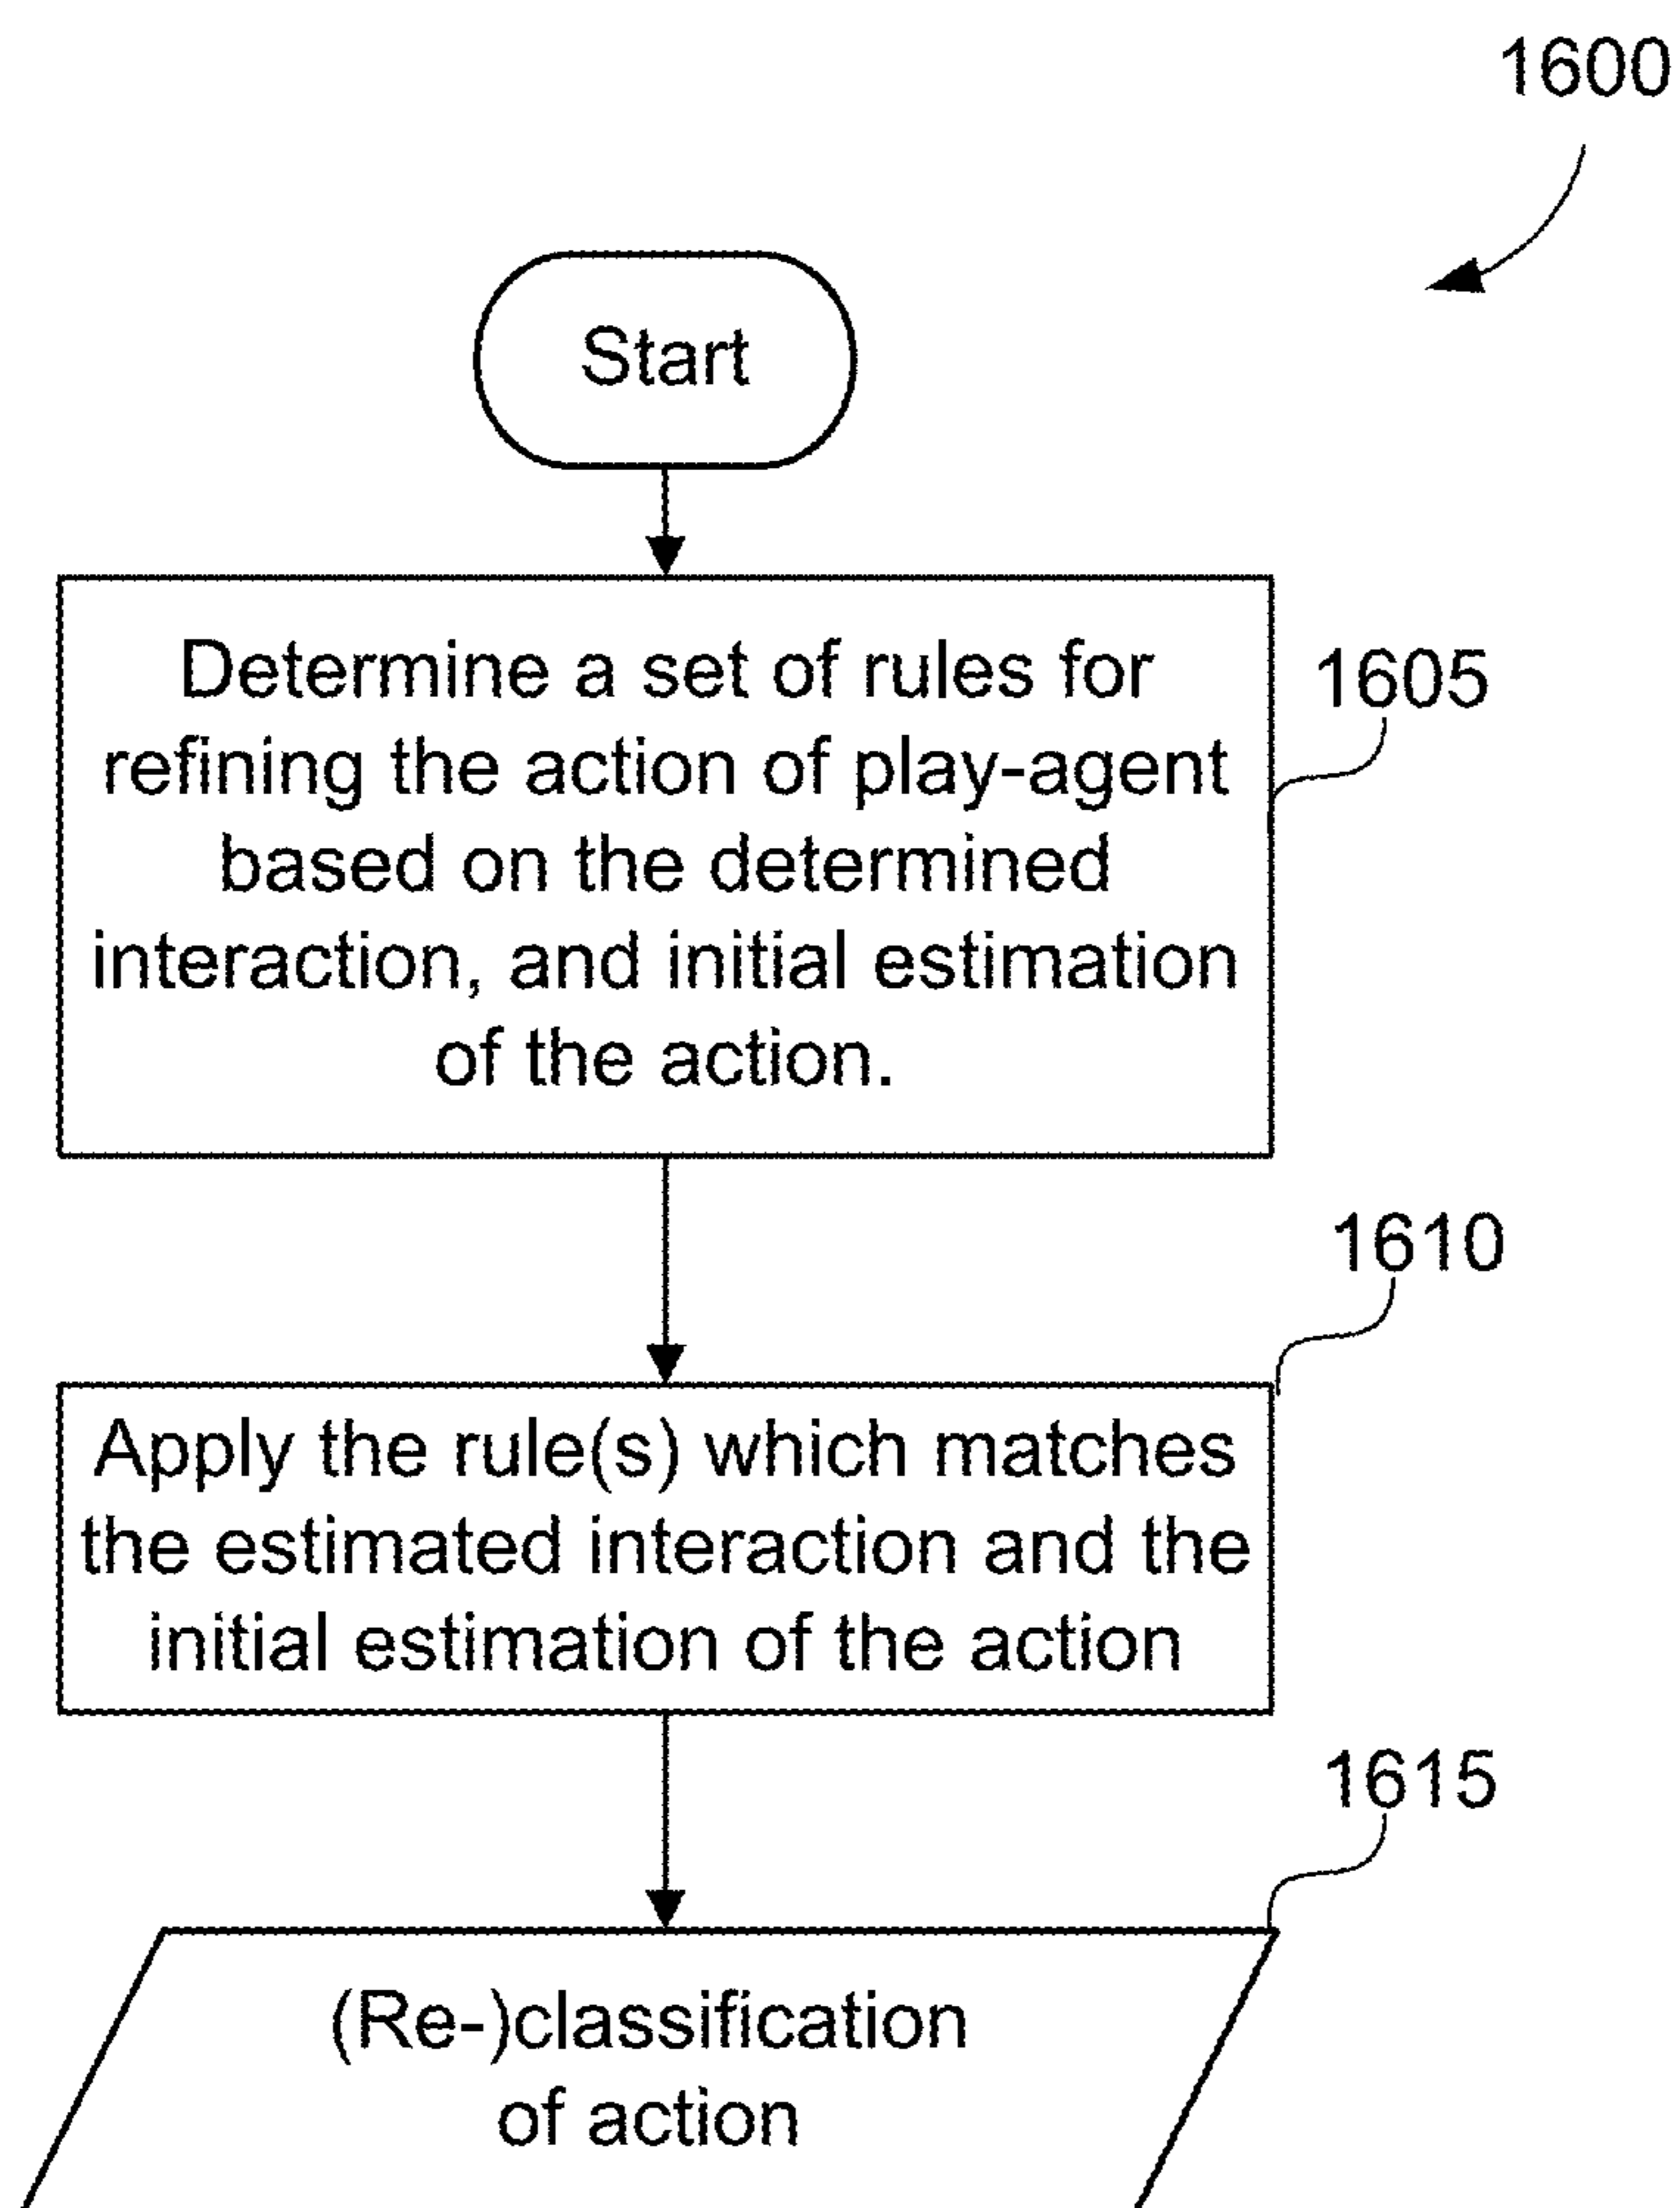 1600
Start
Determine a set of rules for
refining the action of play-agent
based on the determined
interaction, and initial estimation
of the action.
1605
1610
Apply the rule(s) which matches
the estimated interaction and the
initial estimation of the action
1615
(Re-)classification
of action